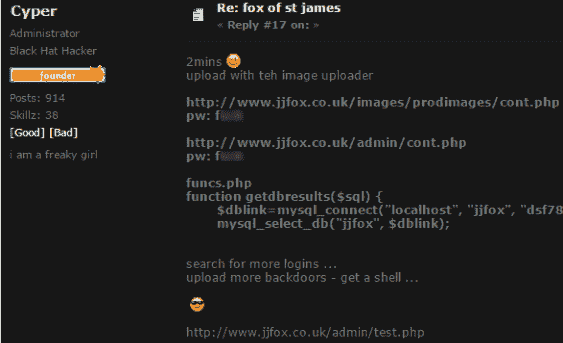 Cyper
Administrator
Black Hat Hacker
founder
Posts: 914
Skillz: 38
[Good] [Bad]
i am a freaky girl
Re: fox of st james
« Reply #17 on: »
2mins
upload with teh image uploader
http://www.jjfox.co.uk/images/prodimages/cont.php
pw: f
http://www.jjfox.co.uk/admin/cont.php
pw: f
funcs.php
function getdbresults($sql) {
$dblink=mysql_connect("localhost", "jjfox", "dsf78
mysql_select_db("jjfox", $dblink);
search for more logins ...
upload more backdoors - get a shell ...
http://www.jjfox.co.uk/admin/test.php